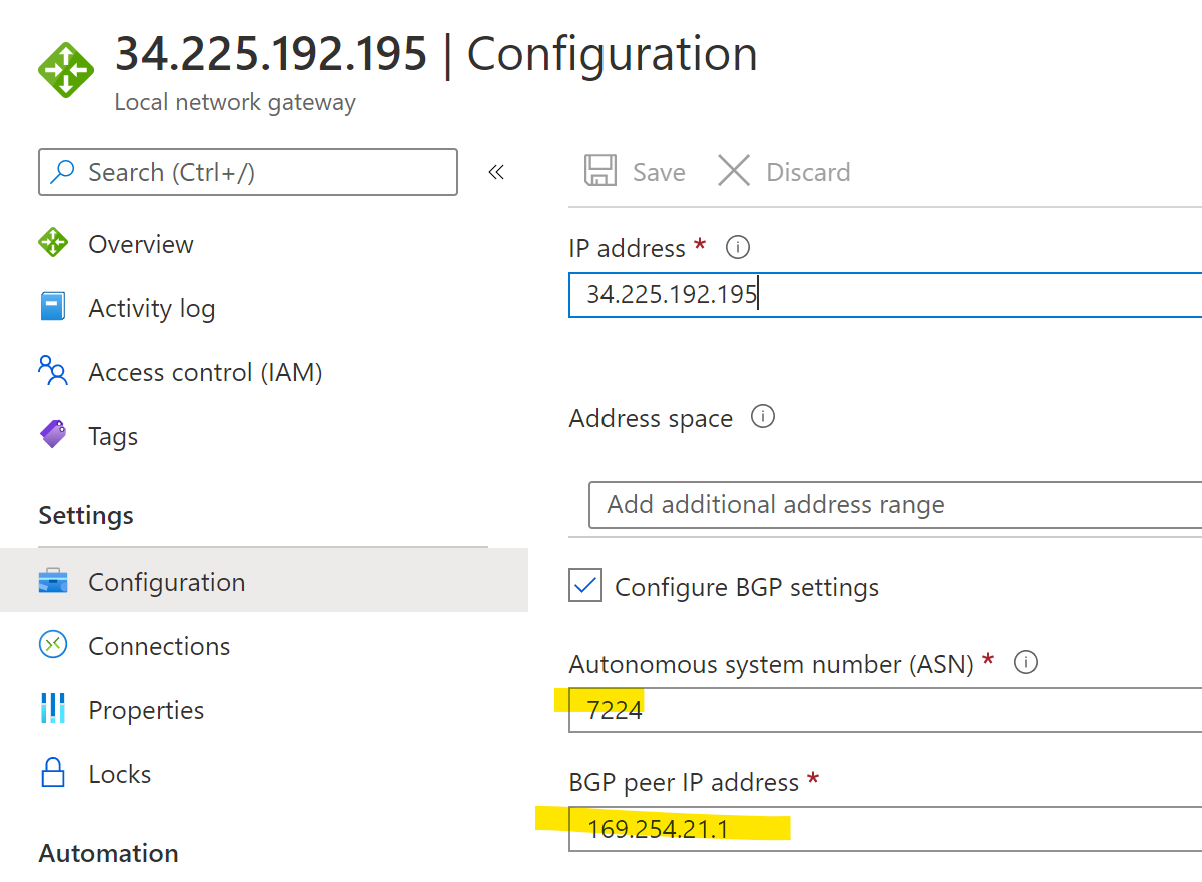 34.225.192.195 | Configuration
Local network gateway
Search (Ctrl+/)
«
Overview
Activity log
Access control (IAM)
Tags
Settings
Configuration
Connections
Properties
Locks
Automation
Save
Discard
IP address *
34.225.192.195
Address space
Add additional address range
Configure BGP settings
Autonomous system number (ASN) *
7224
BGP peer IP address *
169.254.21.1